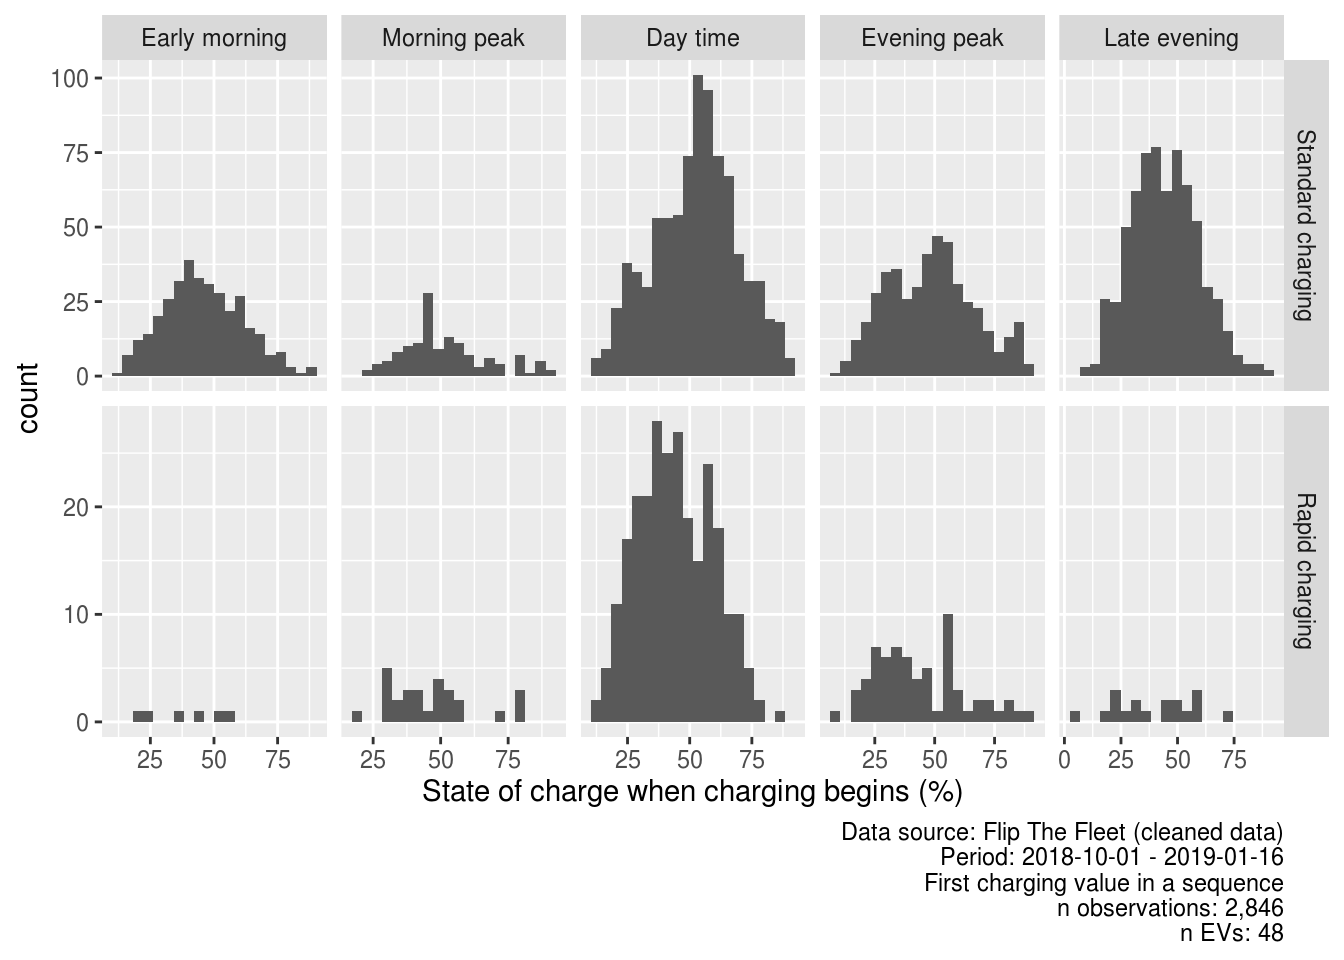 Early morning
Morning peak
Day time
Evening peak
Late evening
100
75
50
25
0
Standard charging
count
20
10
0
Rapid charging
25 50 75
25 50 75
25 50 75
25 50 75
0 25 50 75
State of charge when charging begins (%)
Data source: Flip The Fleet (cleaned data)
Period: 2018-10-01 - 2019-01-16
First charging value in a sequence
n observations: 2,846
n EVs: 48